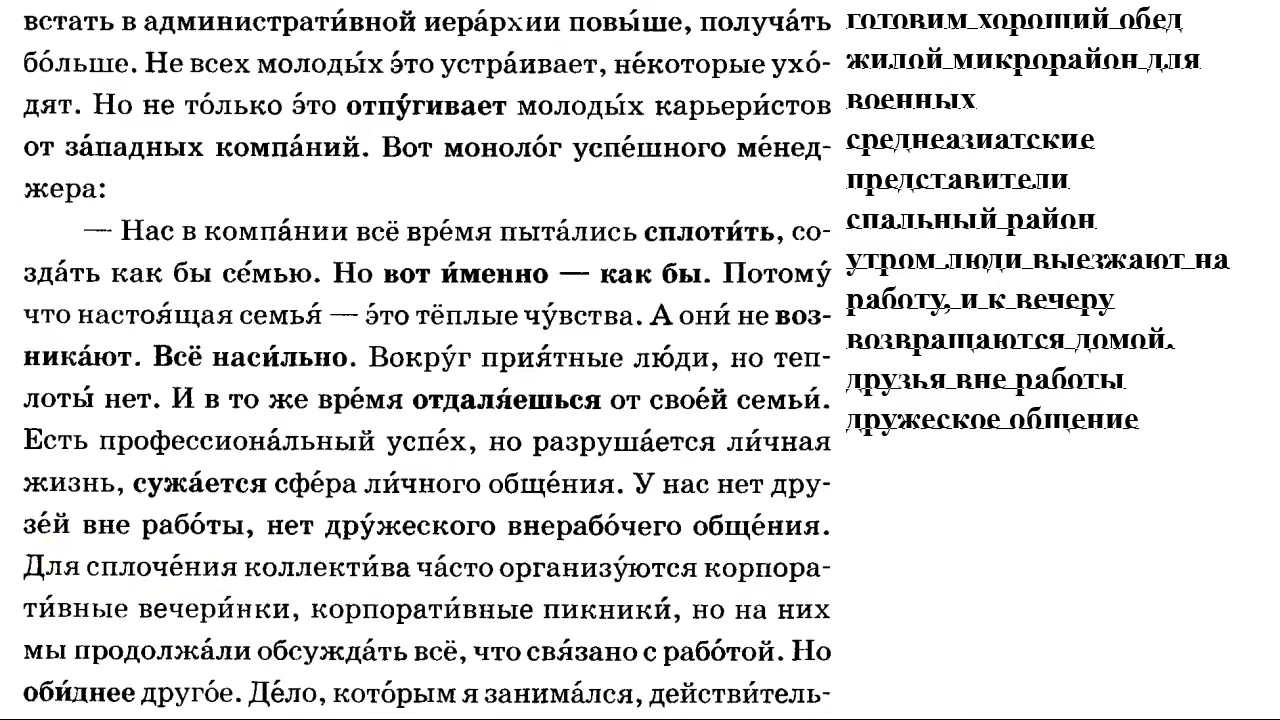 встать в администрати́вной иера́рхии повы́ше, получа́ть
бо́льше. Не всех молоды́х э́то устра́ивает, не́которые ухо́-
дят. Но не то́лько э́то отпу́гивает молоды́х карьери́стов
от за́падных компа́ний. Вот моноло́г успе́шного ме́нед-
жера:
— Нас в компа́нии всё вре́мя пыта́лись сплоти́ть, со-
зда́ть как бы се́мью. Но вот и́менно — как бы. Потому́
что настоя́щая семья́ — э́то тёплые чу́вства. А они́ не воз-
ника́ют. Всё наси́льно. Вокру́г прия́тные лю́ди, но теп-
лоты́ нет. И в то же вре́мя отдаля́ешься от свое́й семьи́.
Есть профессиона́льный успе́х, но разруша́ется ли́чная
жизнь, сужа́ется сфе́ра ли́чного обще́ния. У нас нет дру-
зе́й вне рабо́ты, нет дру́жеского внерабо́чего обще́ния.
Для сплоче́ния коллекти́ва ча́сто организу́ются корпора-
ти́вные вечери́нки, корпорати́вные пикники́, но на них
мы продолжа́ли обсужда́ть всё, что свя́зано с рабо́той. Но
оби́днее друго́е. Де́ло, кото́рым я занима́лся, действи́тель-
готовим хороший обед
жилой микрорайон для
военных
среднеазиатские
представители
спальный район
утром люди выезжают на
работу, и к вечеру
возвращаются домой.
друзья вне работы
дружеское общение